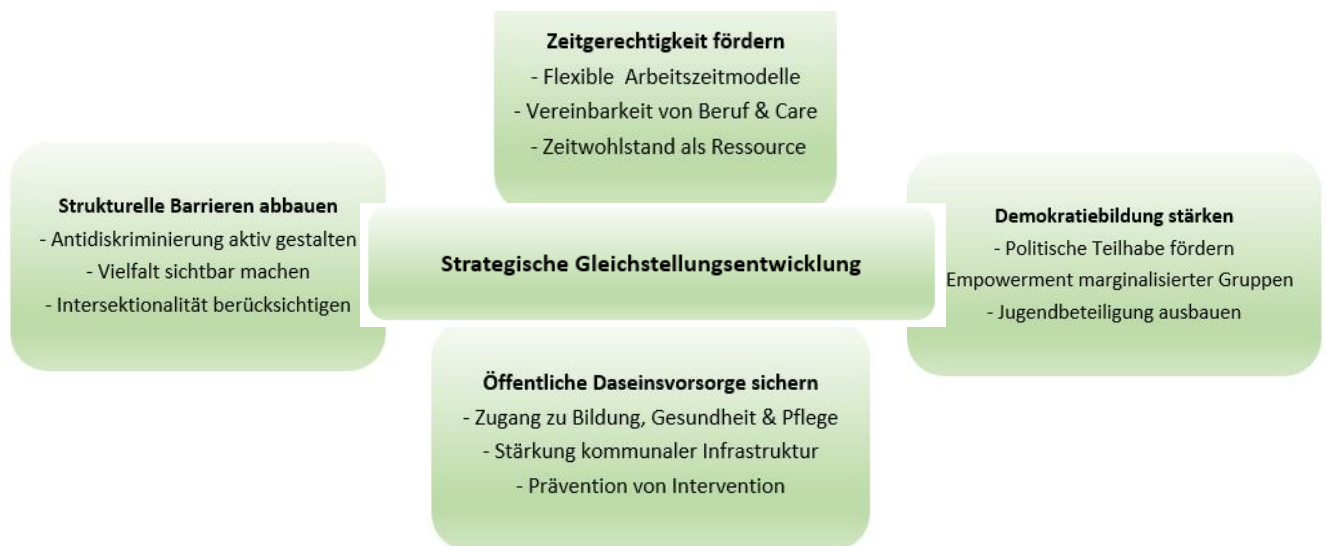 Zeitgerechtigkeit fördern
- Flexible Arbeitszeitmodelle
- Vereinbarkeit von Beruf & Care
- Zeitwohlstand als Ressource
Strukturelle Barrieren abbauen
- Antidiskriminierung aktiv gestalten
- Vielfalt sichtbar machen
- Intersektionalität berücksichtigen
Strategische Gleichstellungsentwicklung
Demokratiebildung stärken
- Politische Teilhabe fördern
Empowerment marginalisierter Gruppen
- Jugendbeteiligung ausbauen
Öffentliche Daseinsvorsorge sichern
- Zugang zu Bildung, Gesundheit & Pflege
- Stärkung kommunaler Infrastruktur
- Prävention von Intervention